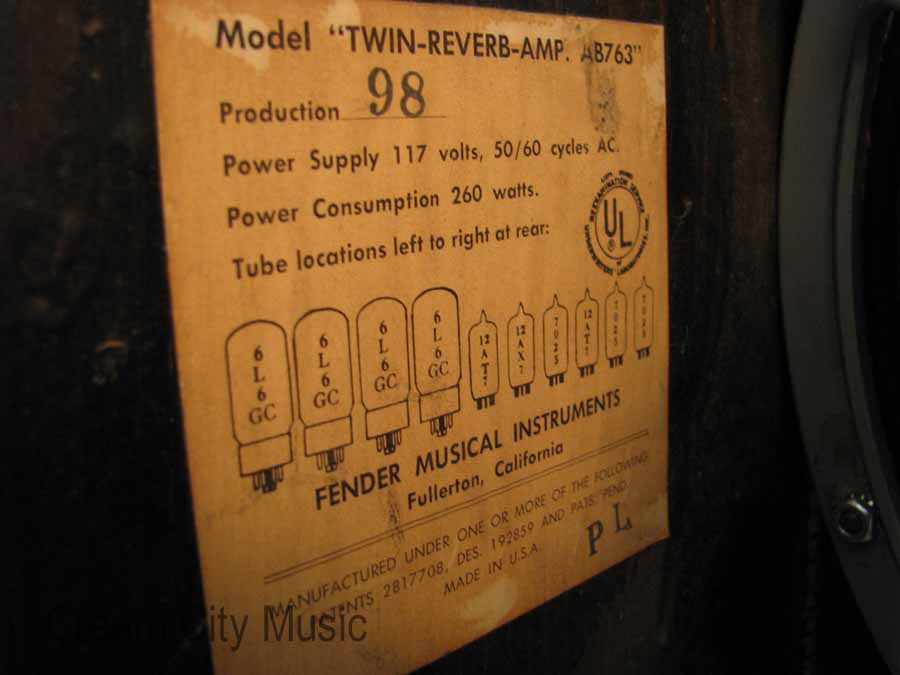 Model "TWIN-REVERB-AMP. AB763"
Production 98
Power Supply 117 volts, 50/60 cycles AC.
Power Consumption 260 watts.
Tube locations left to right at rear:
UL
®
6L6GC 6L6GC 6L6GC 6L6GC 12AT7 12AX7 7025 12AT7 7025 7025
FENDER MUSICAL INSTRUMENTS
Fullerton, California
MANUFACTURED UNDER ONE OR MORE OF THE FOLLOWING
PATENTS 2817708, DES. 192859 AND PATS. PEND
MADE IN U.S.A.
PL
City Music